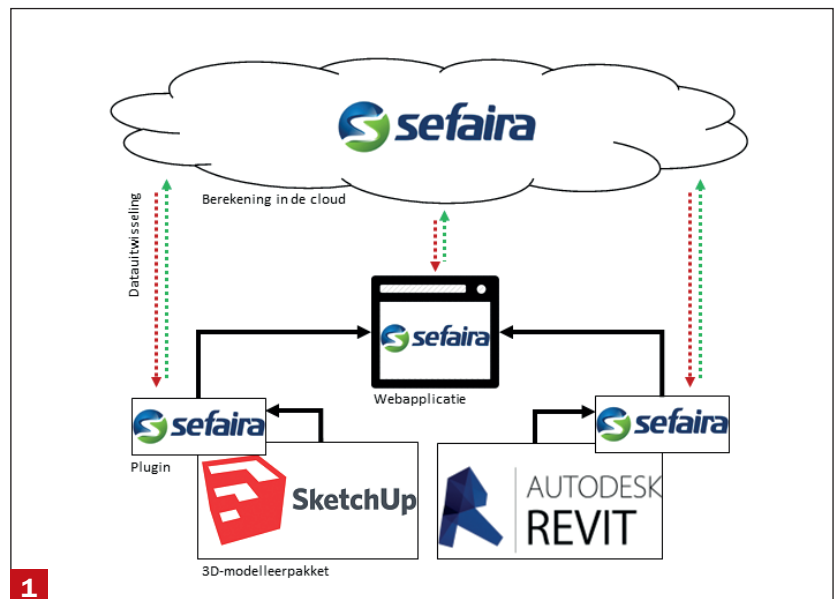 sefaira
Berekening in de cloud
Datauitwisseling
sefaira
Webapplicatie
sefaira
sefaira
Plugin
SketchUp
AUTODESK
REVIT
3D-modelleerpakket
1